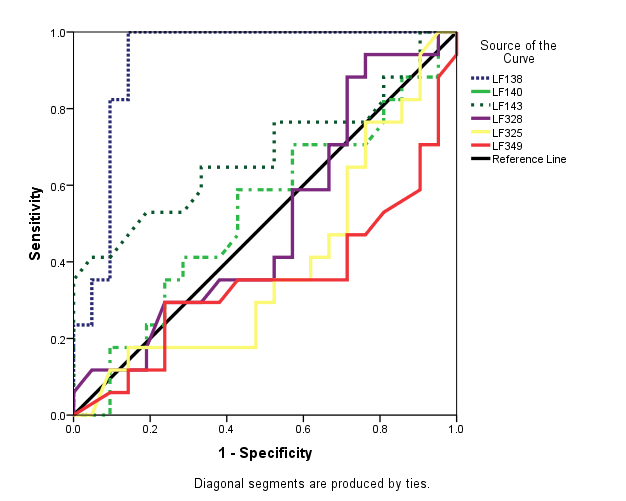 Source of the
Curve
LF138
LF140
LF143
LF328
LF325
LF349
Reference Line
1.0
0.8
0.6
0.4
0.2
0.0
Sensitivity
0.0 0.2 0.4 0.6 0.8 1.0
1 - Specificity
Diagonal segments are produced by ties.